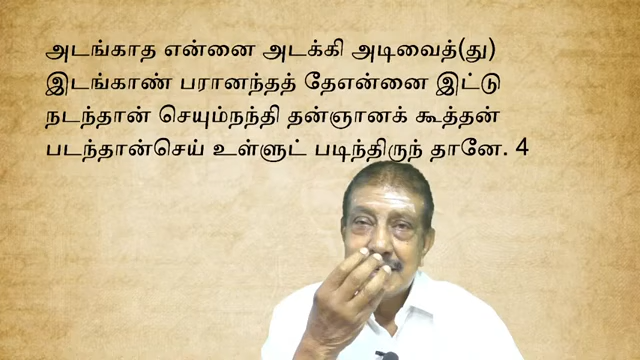 அடங்காத என்னை அடக்கி அடிவைத்(து)
இடங்காண் பரானந்தத் தேஎன்னை இட்டு
நடந்தான் செயும்நந்தி தன்ஞானக் கூத்தன்
படந்தான்செய் உள்ளுட் படிந்திருந் தானே. 4